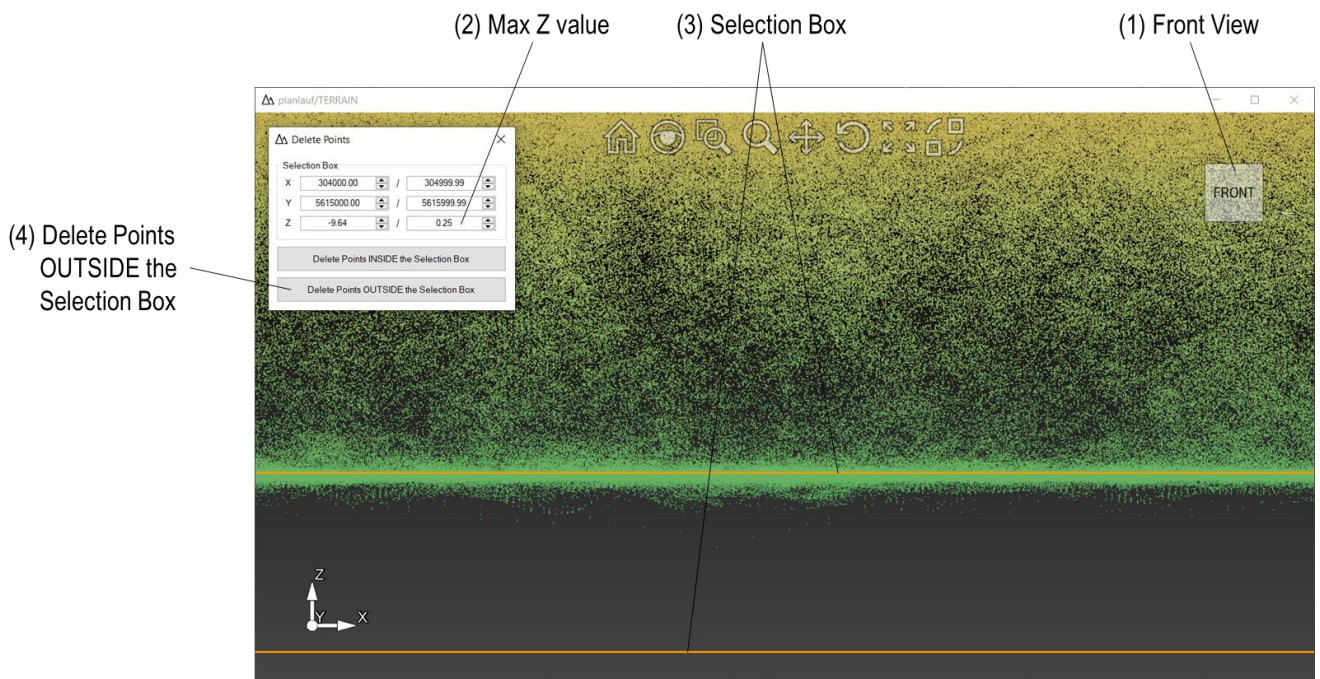 (2) Max Z value
(3) Selection Box
(1) Front View
planlauf/TERRAIN
Delete Points
Selection Box
X 304000.00 / 304999.99
Y 5615000.00 / 5615999.99
Z -9.64 / 0.25
Delete Points INSIDE the Selection Box
Delete Points OUTSIDE the Selection Box
FRONT
(4) Delete Points
OUTSIDE the
Selection Box
Z
Y
X